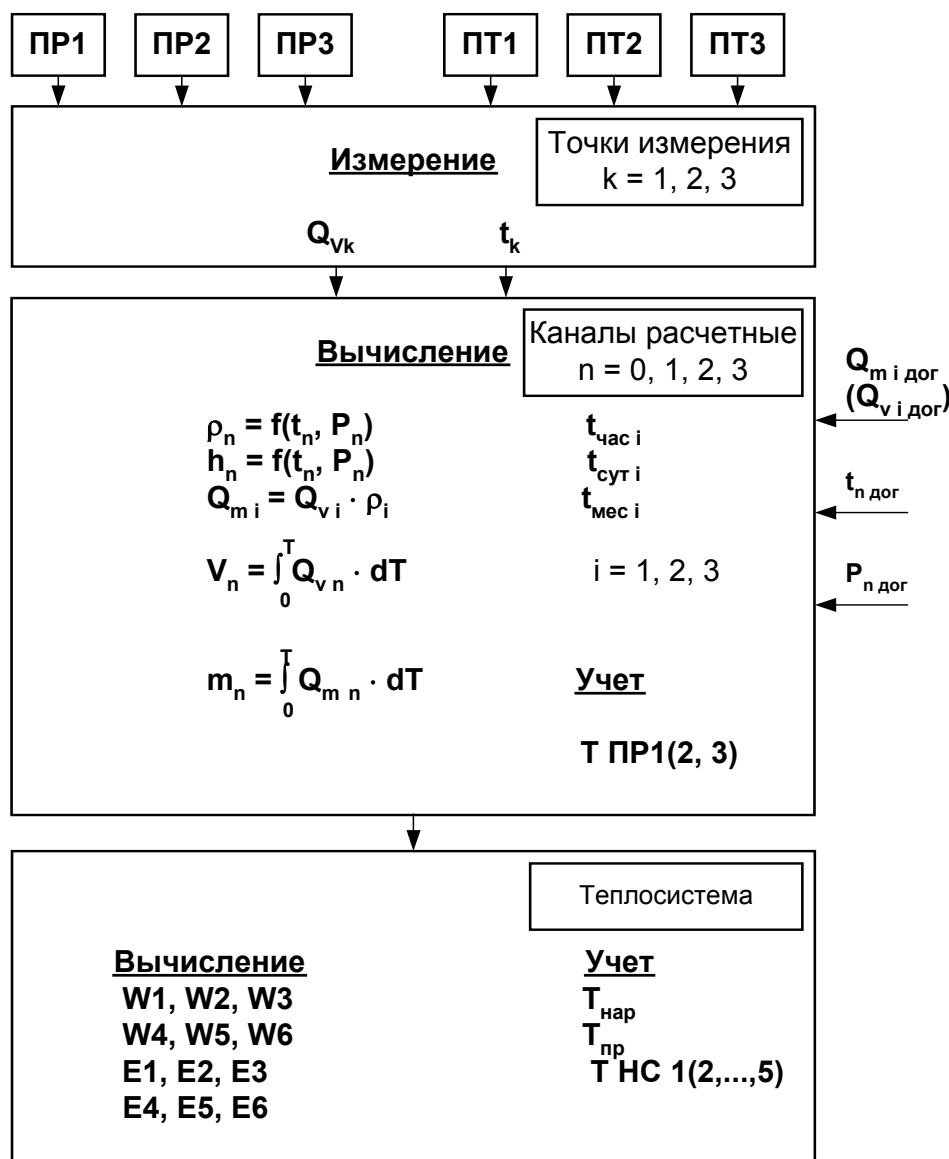 ПР1 ПР2 ПР3 ПТ1 ПТ2 ПТ3
Точки измерения
k = 1, 2, 3
Измерение
Q_Vk t_k
Каналы расчетные
n = 0, 1, 2, 3
Вычисление
Q_m i дог
(Q_v i дог)
t_n дог
P_n дог
ρ_n = f(t_n, P_n) t_час i
h_n = f(t_n, P_n) t_сут i
Q_m i = Q_v i · ρ_i t_мес i
V_n = ∫_0^T Q_v n · dT i = 1, 2, 3
m_n = ∫_0^T Q_m n · dT Учет
Т ПР1(2, 3)
Теплосистема
Вычисление Учет
W1, W2, W3 T_нар
W4, W5, W6 T_пр
E1, E2, E3 Т НС 1(2,...,5)
E4, E5, E6